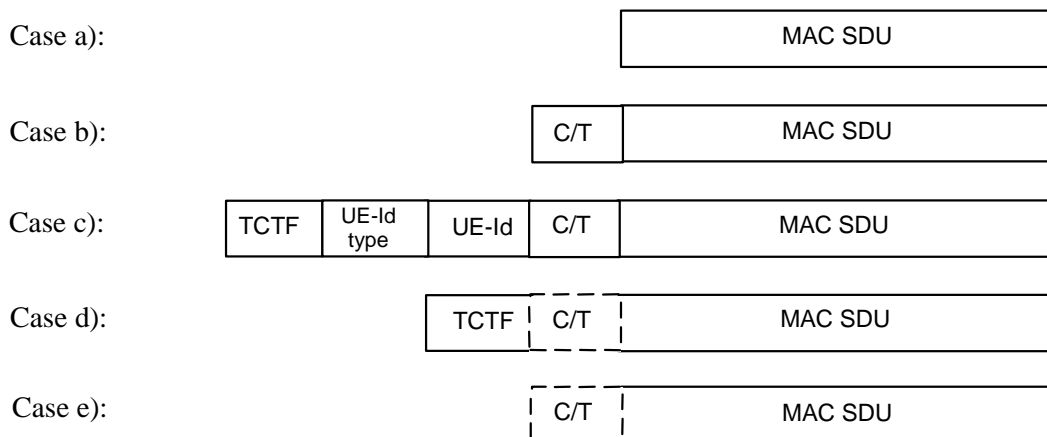 Case a): MAC SDU
Case b): C/T MAC SDU
Case c): TCTF UE-Id type UE-Id C/T MAC SDU
Case d): TCTF C/T MAC SDU
Case e): C/T MAC SDU